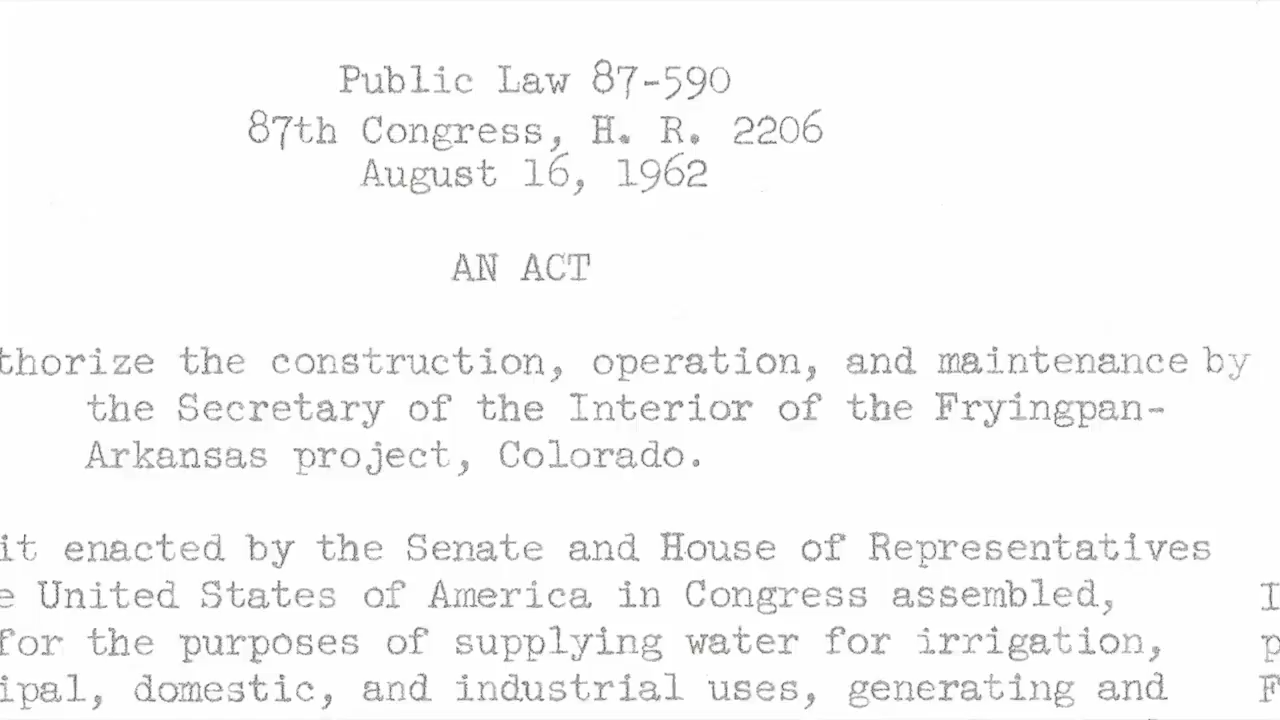 Public Law 87-590
87th Congress, H. R. 2206
August 16, 1962
AN ACT
thorize the construction, operation, and maintenance by
the Secretary of the Interior of the Fryingpan-
Arkansas project, Colorado.
it enacted by the Senate and House of Representatives
e United States of America in Congress assembled,
for the purposes of supplying water for irrigation,
ipal, domestic, and industrial uses, generating and